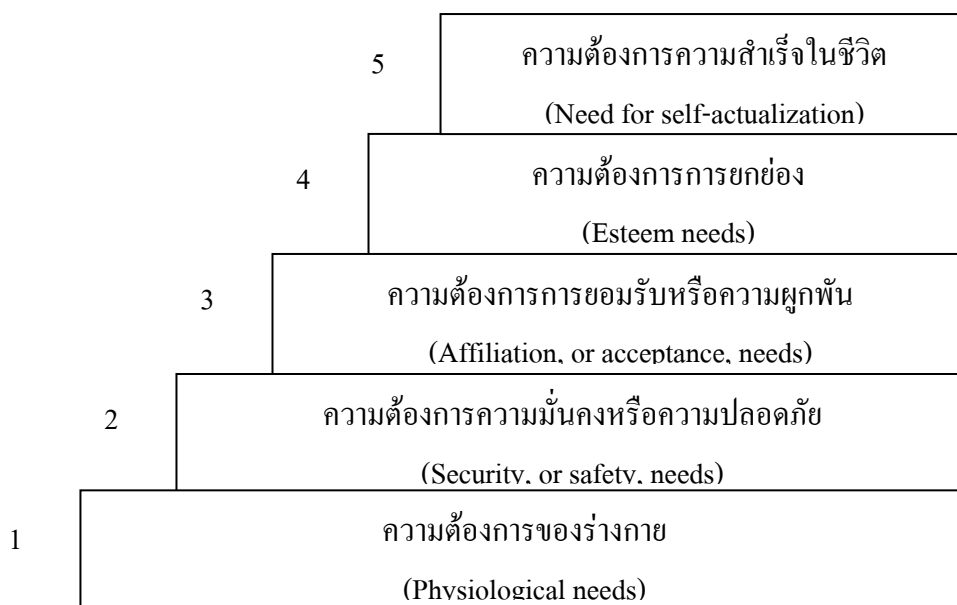 5
ความต้องการความสำเร็จในชีวิต
(Need for self-actualization)
4
ความต้องการการยกย่อง
(Esteem needs)
3
ความต้องการการยอมรับหรือความผูกพัน
(Affiliation, or acceptance, needs)
2
ความต้องการความมั่นคงหรือความปลอดภัย
(Security, or safety, needs)
1
ความต้องการของร่างกาย
(Physiological needs)